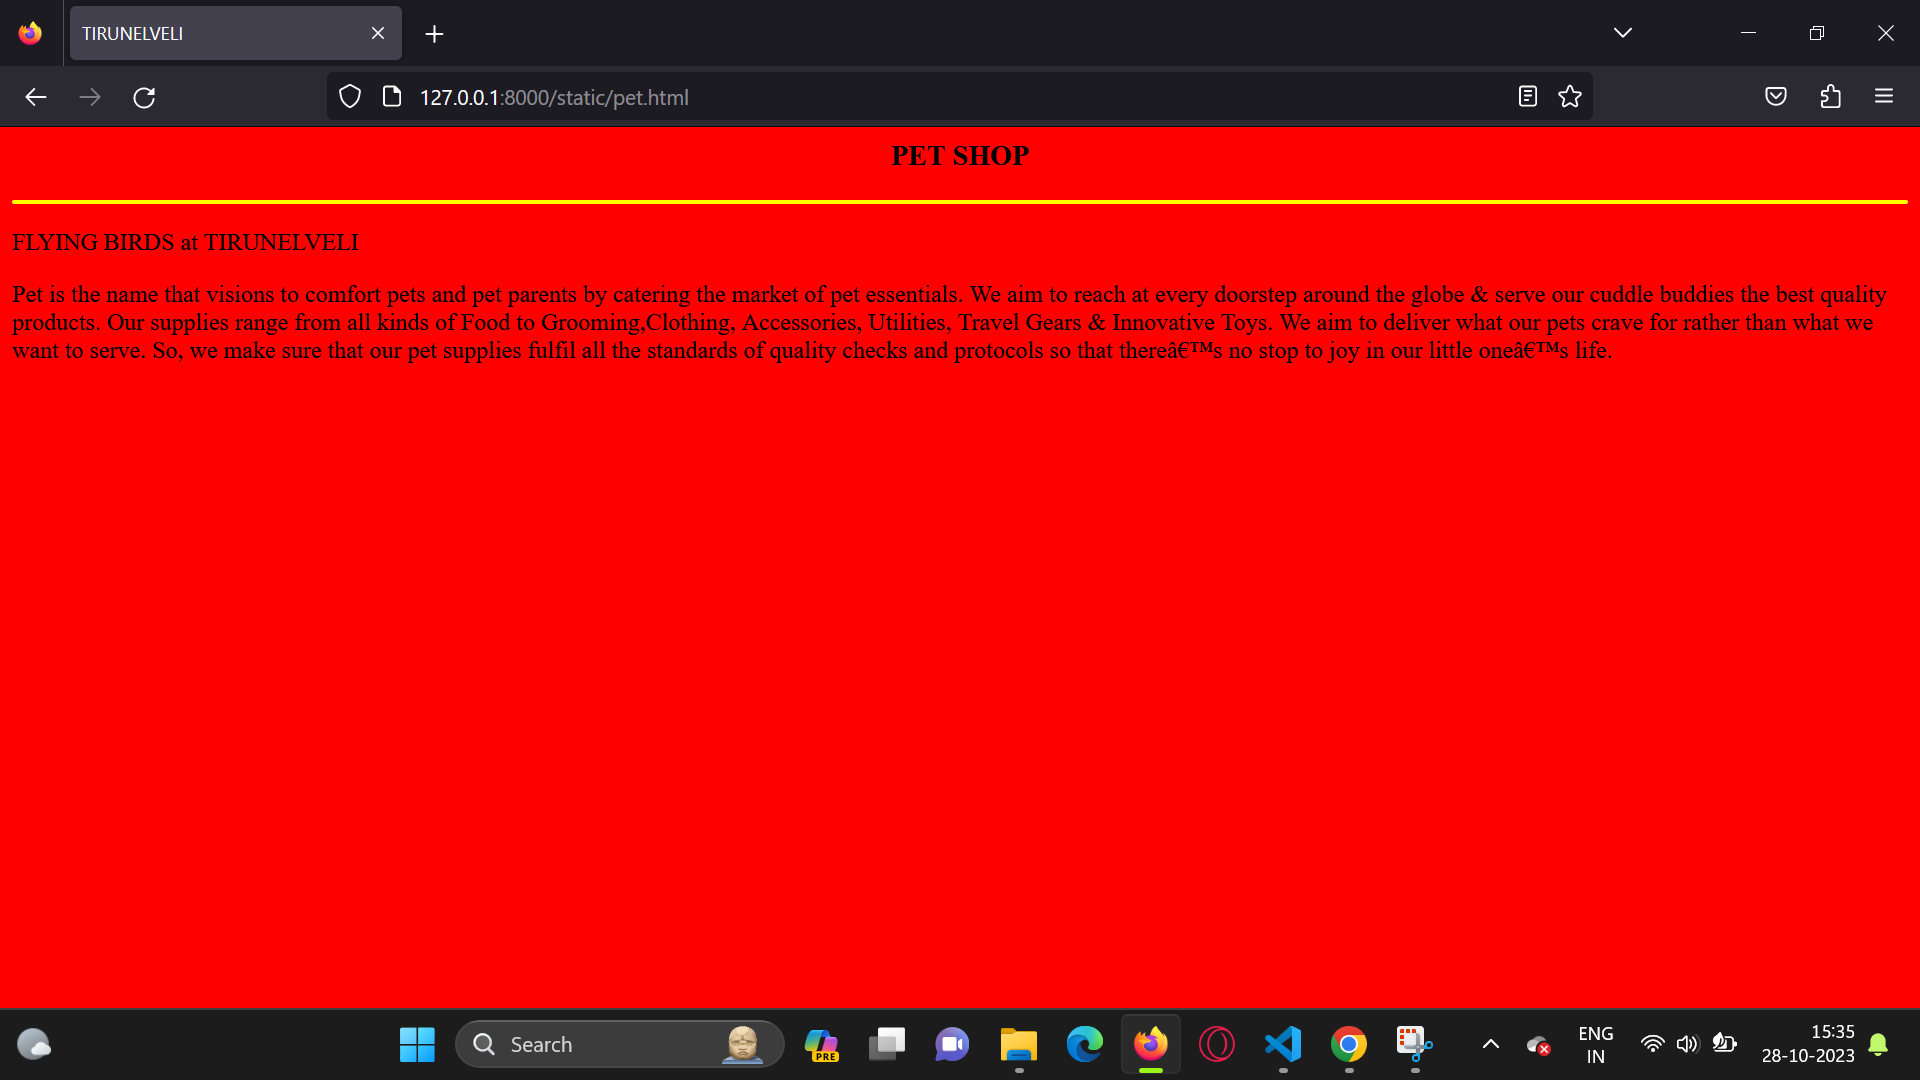 TIRUNELVELI
127.0.0.1:8000/static/pet.html
PET SHOP
FLYING BIRDS at TIRUNELVELI
Pet is the name that visions to comfort pets and pet parents by catering the market of pet essentials. We aim to reach at every doorstep around the globe & serve our cuddle buddies the best quality
products. Our supplies range from all kinds of Food to Grooming,Clothing, Accessories, Utilities, Travel Gears & Innovative Toys. We aim to deliver what our pets crave for rather than what we
want to serve. So, we make sure that our pet supplies fulfil all the standards of quality checks and protocols so that thereâ€™s no stop to joy in our little oneâ€™s life.
Search
PRE
ENG
IN
15:35
28-10-2023